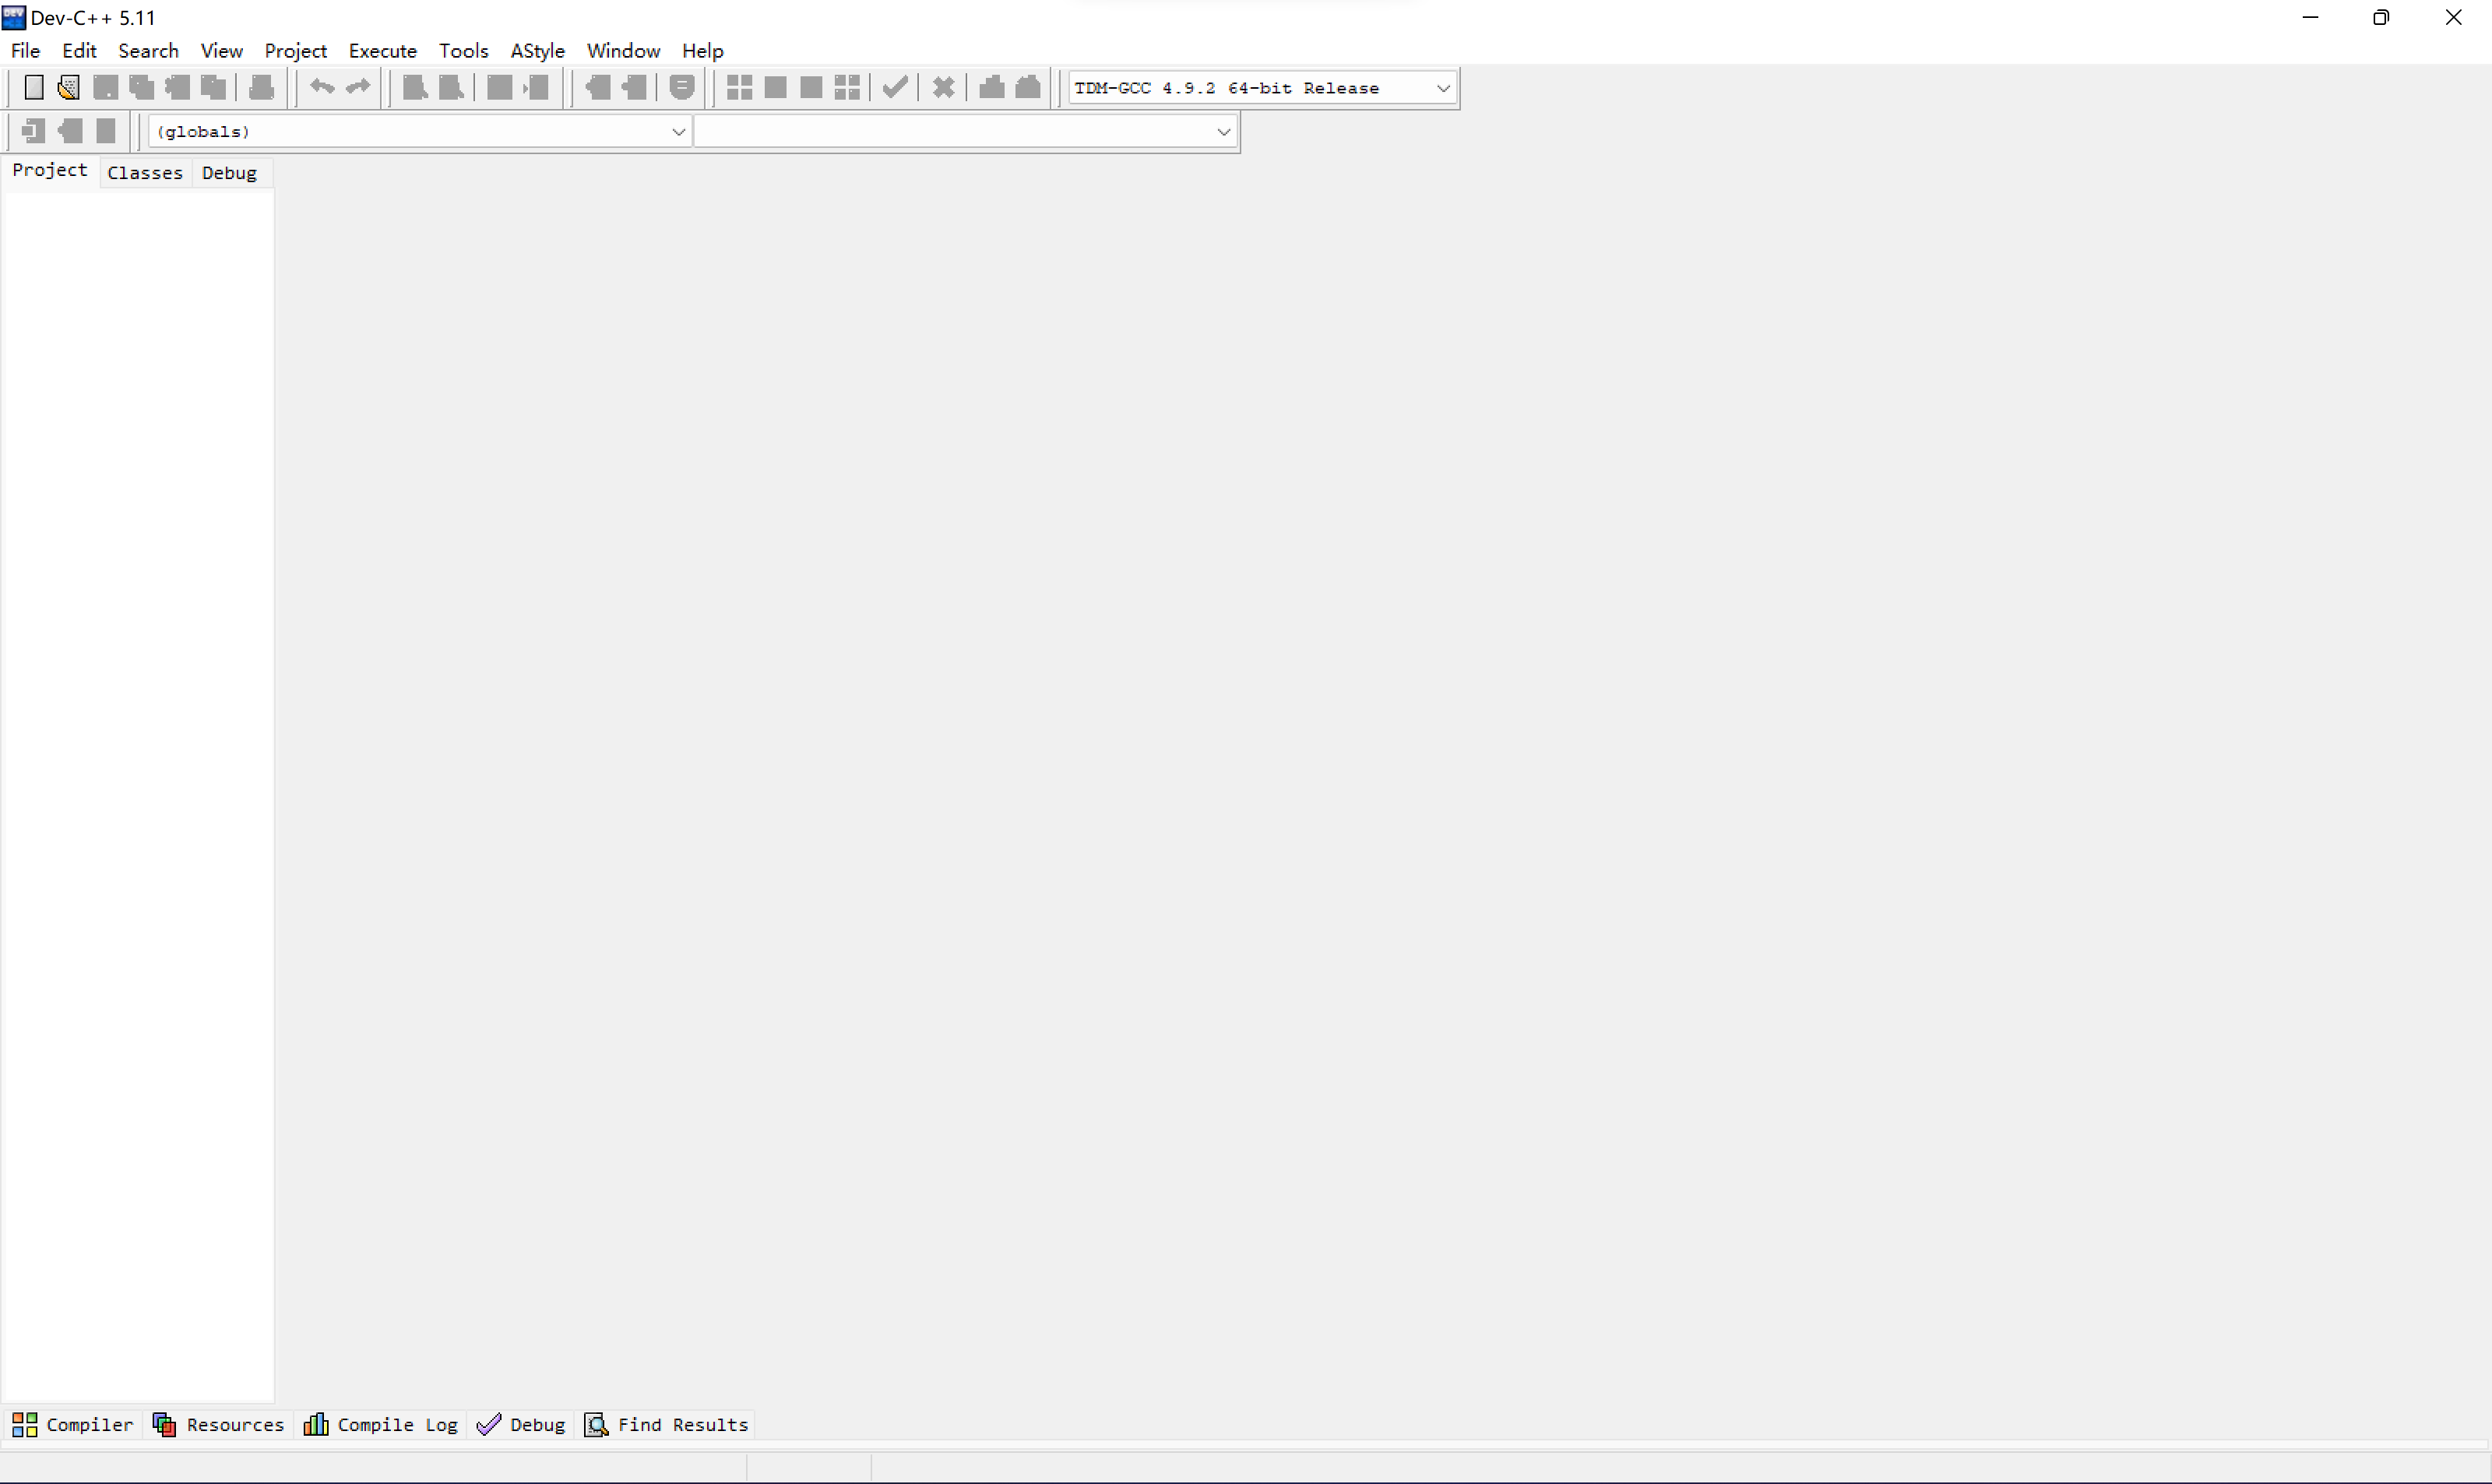 Dev-C++ 5.11
File Edit Search View Project Execute Tools AStyle Window Help
TDM-GCC 4.9.2 64-bit Release
(globals)
Project Classes Debug
Compiler Resources Compile Log Debug Find Results